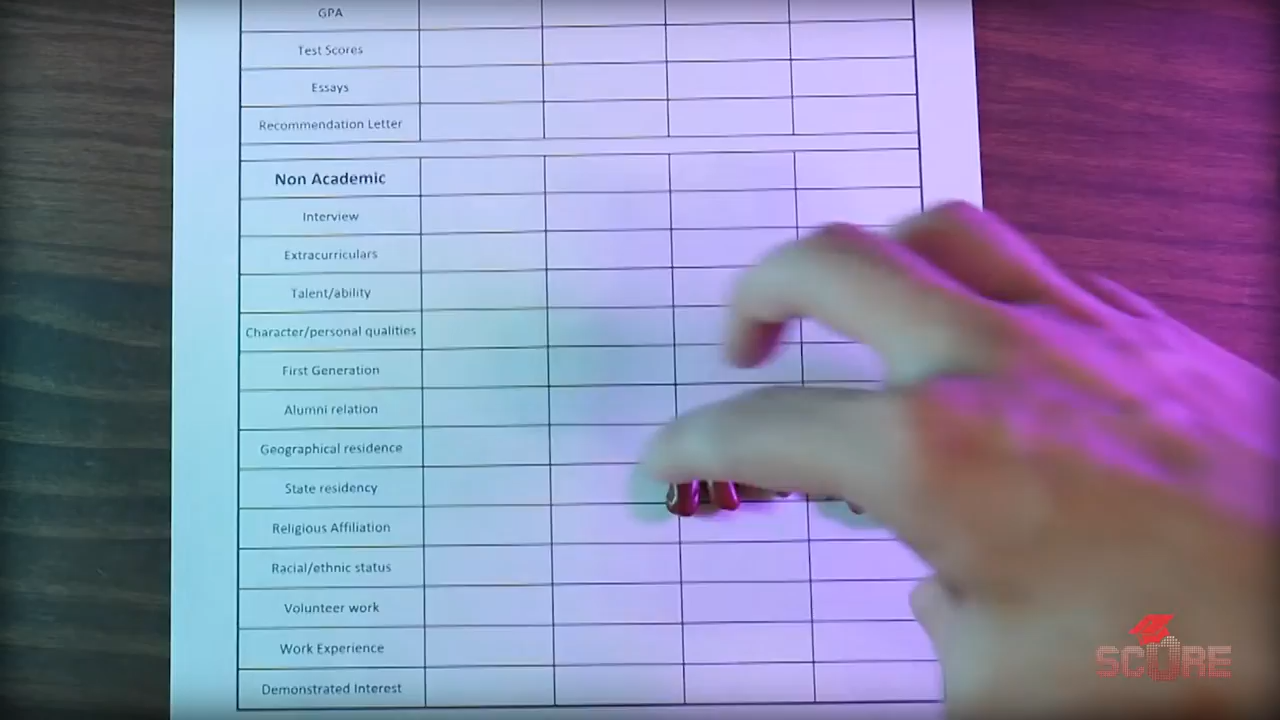 GPA
Test Scores
Essays
Recommendation Letter
Non Academic
Interview
Extracurriculars
Talent/ability
Character/personal qualities
First Generation
Alumni relation
Geographical residence
State residency
Religious Affiliation
Racial/ethnic status
Volunteer work
Work Experience
Demonstrated Interest
SCORE